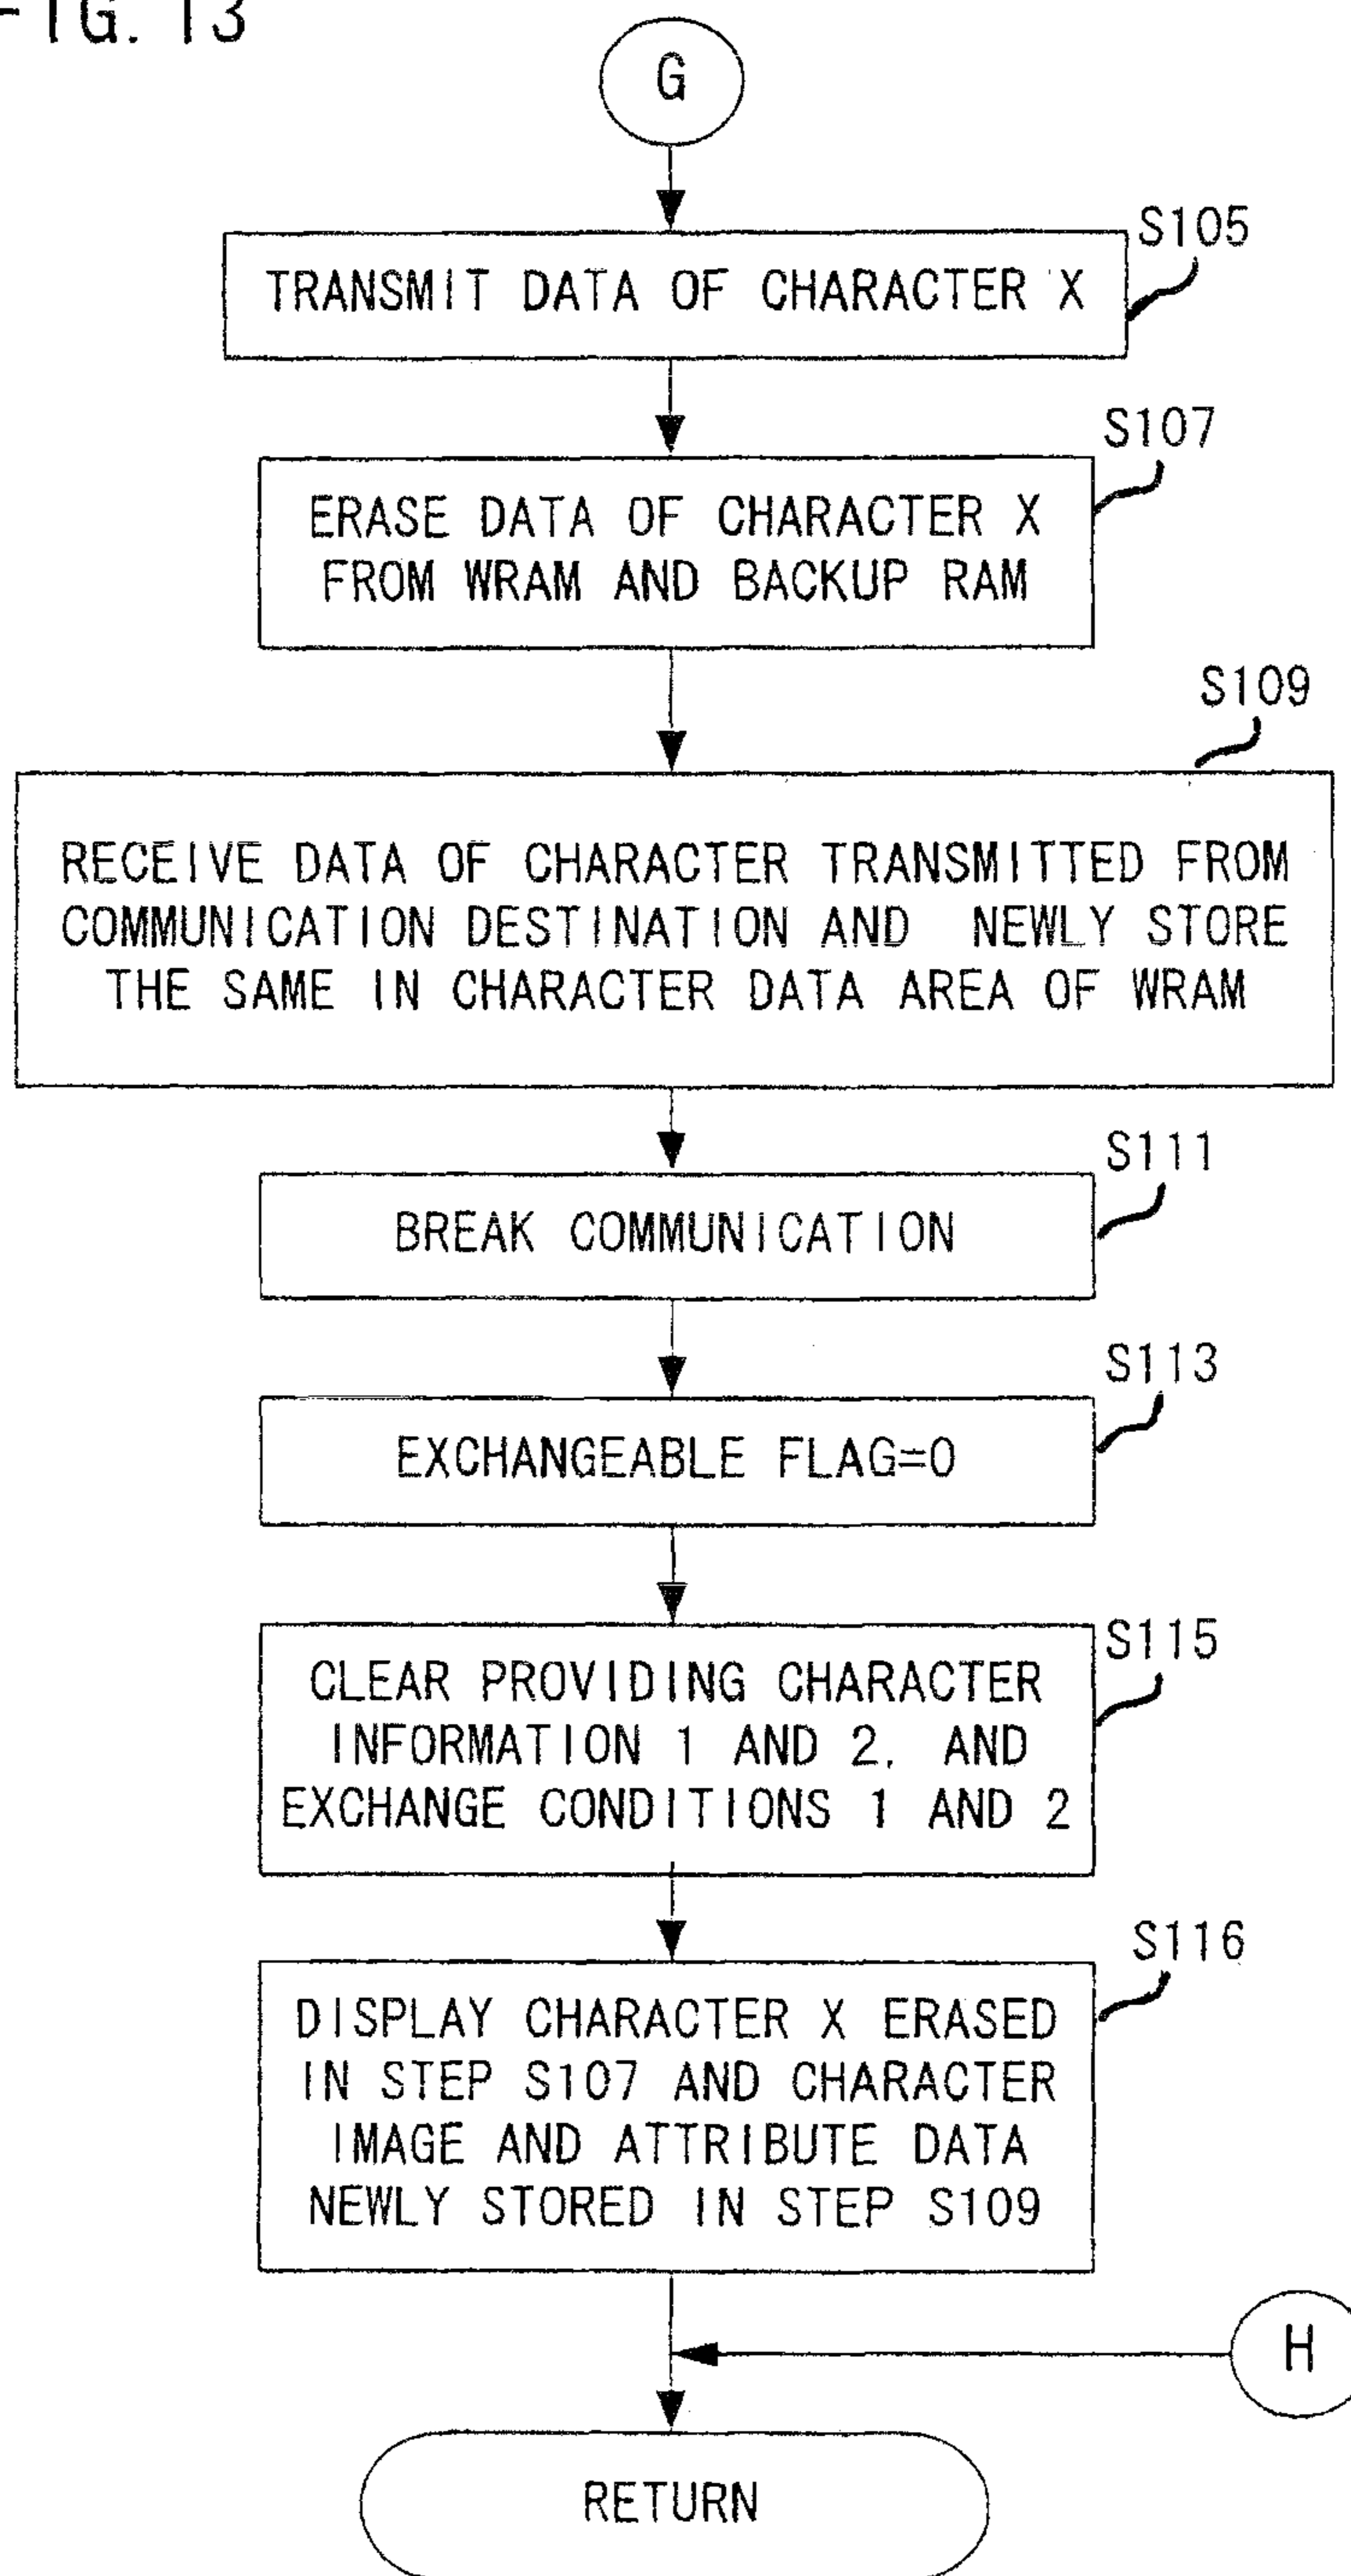 FIG. 13
G
S105
TRANSMIT DATA OF CHARACTER X
S107
ERASE DATA OF CHARACTER X
FROM WRAM AND BACKUP RAM
S109
RECEIVE DATA OF CHARACTER TRANSMITTED FROM
COMMUNICATION DESTINATION AND NEWLY STORE
THE SAME IN CHARACTER DATA AREA OF WRAM
S111
BREAK COMMUNICATION
S113
EXCHANGEABLE FLAG=0
S115
CLEAR PROVIDING CHARACTER
INFORMATION 1 AND 2, AND
EXCHANGE CONDITIONS 1 AND 2
S116
DISPLAY CHARACTER X ERASED
IN STEP S107 AND CHARACTER
IMAGE AND ATTRIBUTE DATA
NEWLY STORED IN STEP S109
H
RETURN